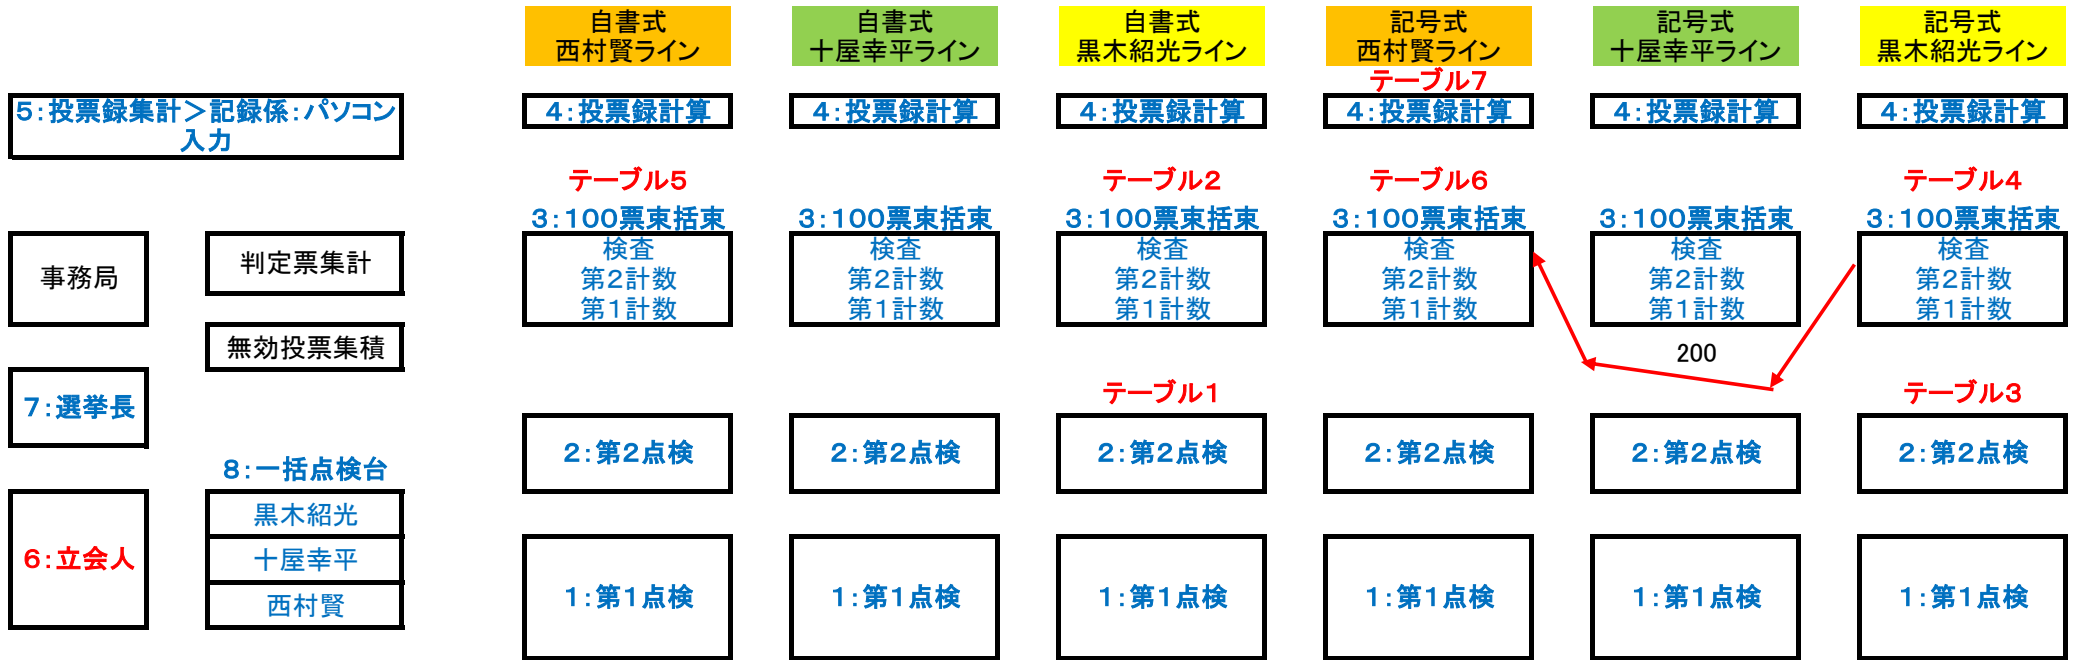 自書式
西村賢ライン
自書式
十屋幸平ライン
自書式
黒木紹光ライン
記号式
西村賢ライン
記号式
十屋幸平ライン
記号式
黒木紹光ライン
テーブル7
5:投票録集計>記録係:パソコン
入力
4:投票録計算
4:投票録計算
4:投票録計算
4:投票録計算
4:投票録計算
4:投票録計算
テーブル5
テーブル2
テーブル6
テーブル4
3:100票束括束
3:100票束括束
3:100票束括束
3:100票束括束
3:100票束括束
3:100票束括束
事務局
判定票集計
検査
第2計数
第1計数
検査
第2計数
第1計数
検査
第2計数
第1計数
検査
第2計数
第1計数
検査
第2計数
第1計数
検査
第2計数
第1計数
無効投票集積
200
7:選挙長
テーブル1
テーブル3
2:第2点検
2:第2点検
2:第2点検
2:第2点検
2:第2点検
2:第2点検
8:一括点検台
6:立会人
黒木紹光
十屋幸平
西村賢
1:第1点検
1:第1点検
1:第1点検
1:第1点検
1:第1点検
1:第1点検